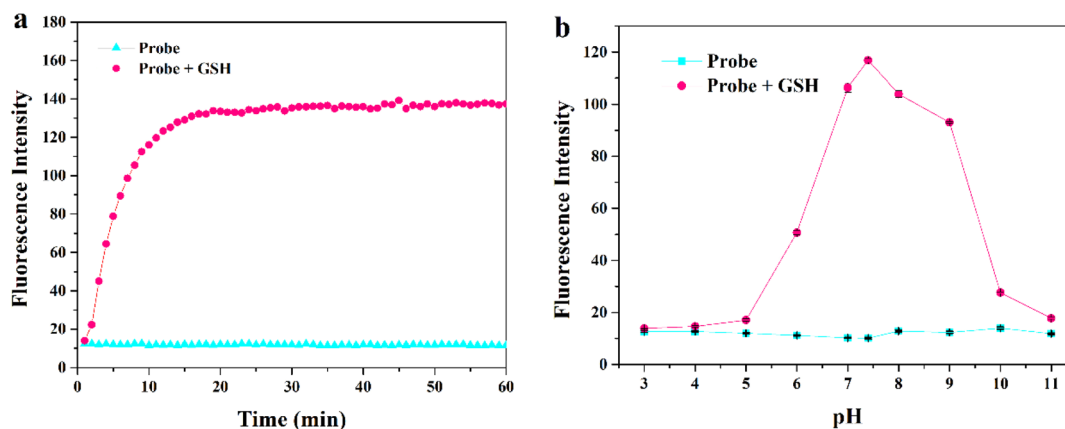 a
180
160
140
120
100
80
60
40
20
0
Probe
Probe + GSH
Fluorescence Intensity
0 10 20 30 40 50 60
Time (min)
b
120
100
80
60
40
20
0
Probe
Probe + GSH
Fluorescence Intensity
3 4 5 6 7 8 9 10 11
pH